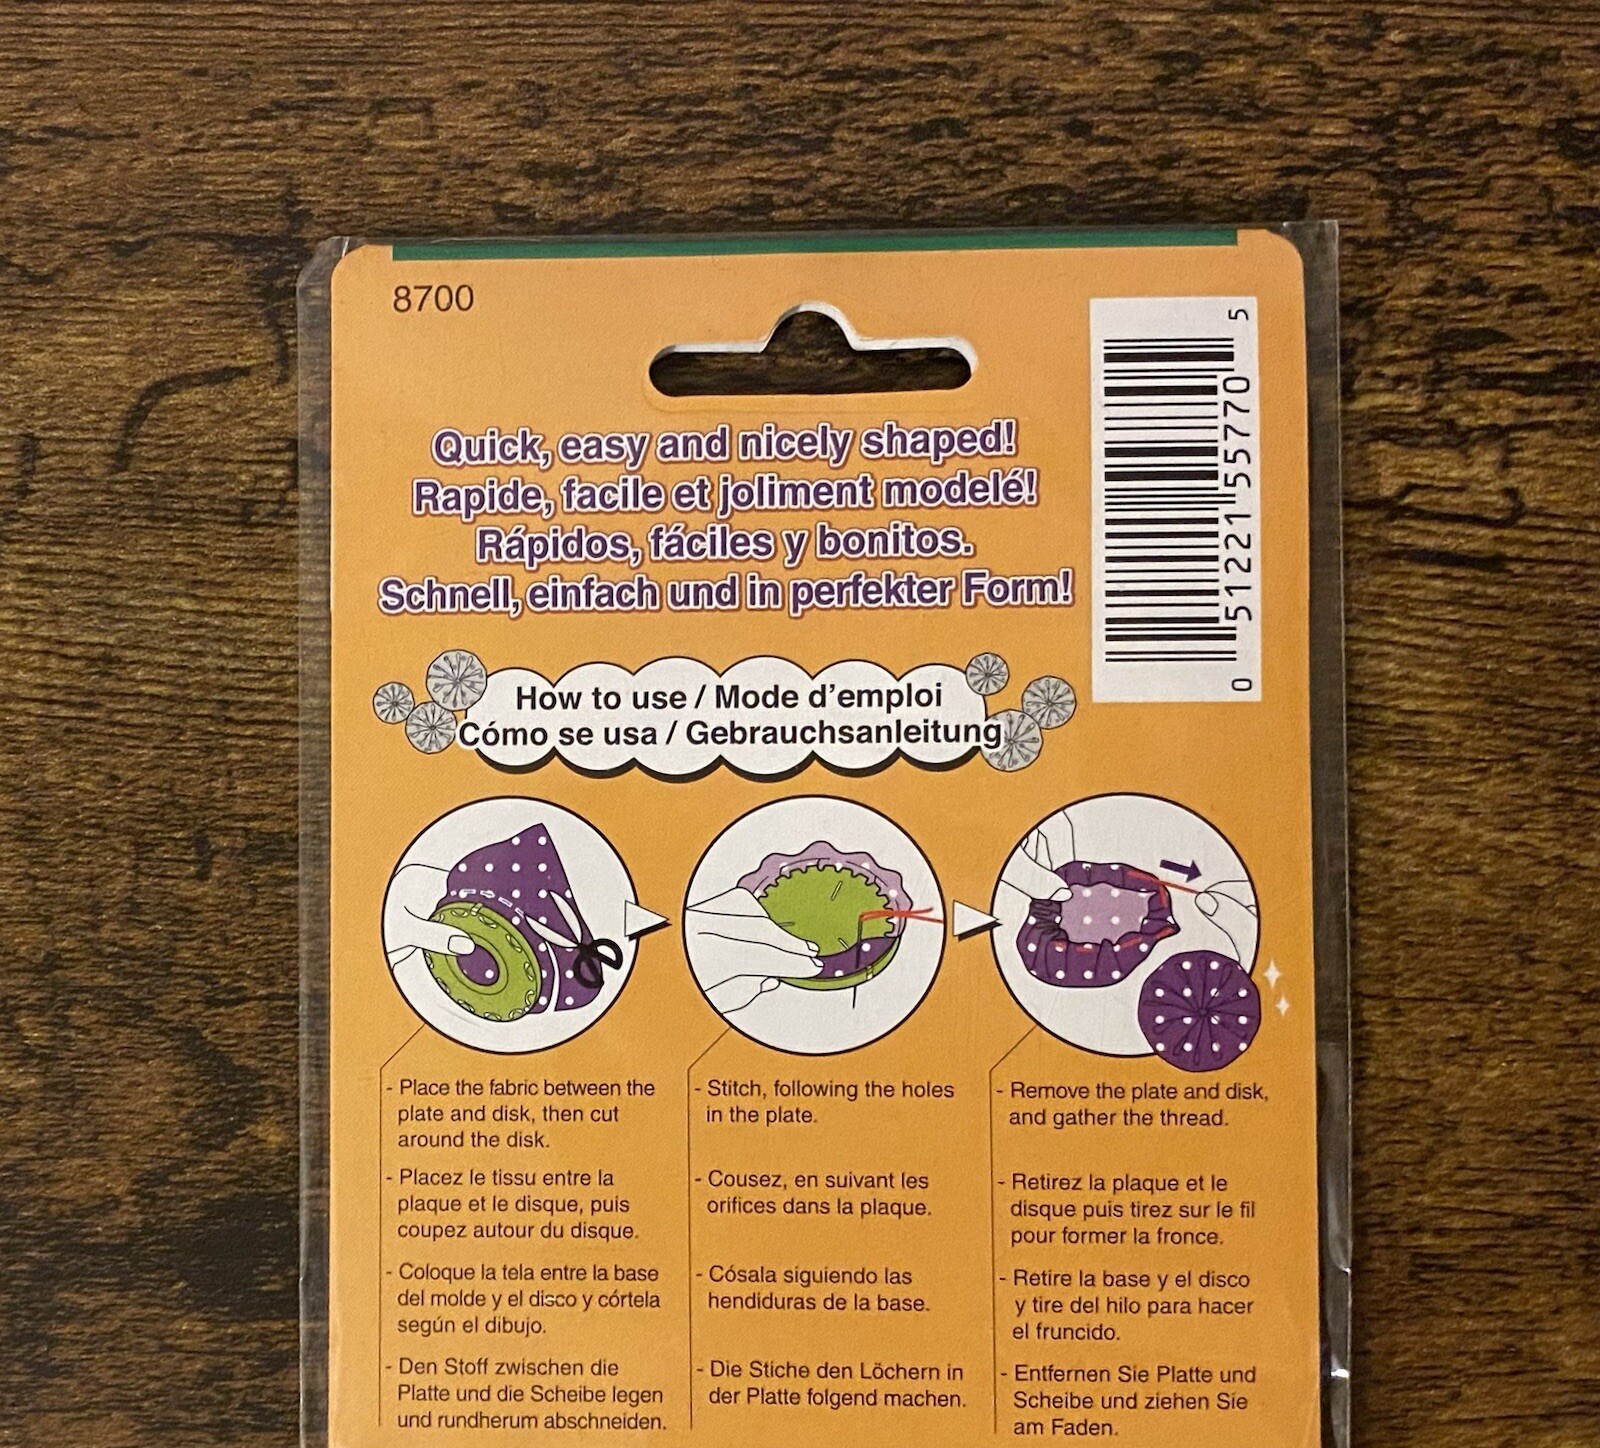 8700
Quick, easy and nicely shaped!
Rapide, facile et joliment modelé!
Rápidos, fáciles y bonitos.
Schnell, einfach und in perfekter Form!
0 51221 55770 5
How to use / Mode d'emploi
Cómo se usa / Gebrauchsanleitung
- Place the fabric between the
plate and disk, then cut
around the disk.
- Placez le tissu entre la
plaque et le disque, puis
coupez autour du disque.
- Coloque la tela entre la base
del molde y el disco y córtela
según el dibujo.
- Den Stoff zwischen die
Platte und die Scheibe legen
und rundherum abschneiden.
- Stitch, following the holes
in the plate.
- Cousez, en suivant les
orifices dans la plaque.
- Cósala siguiendo las
hendiduras de la base.
- Die Stiche den Löchern in
der Platte folgend machen.
- Remove the plate and disk,
and gather the thread.
- Retirez la plaque et le
disque puis tirez sur le fil
pour former la fronce.
- Retire la base y el disco
y tire del hilo para hacer
el fruncido.
- Entfernen Sie Platte und
Scheibe und ziehen Sie
am Faden.